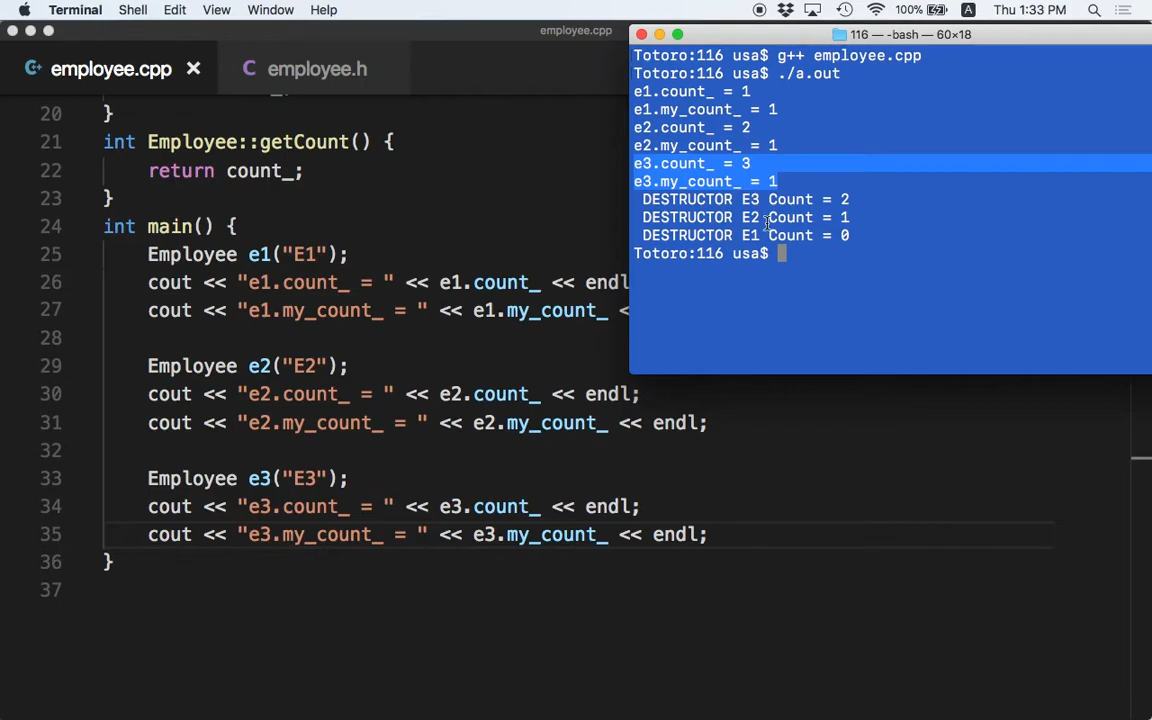 Terminal Shell Edit View Window Help 100% A Thu 1:33 PM
employee.cpp
116 — -bash — 60×18
employee.cpp employee.h
Totoro:116 usa$ g++ employee.cpp
Totoro:116 usa$ ./a.out
e1.count_ = 1
e1.my_count_ = 1
e2.count_ = 2
e2.my_count_ = 1
e3.count_ = 3
e3.my_count_ = 1
DESTRUCTOR E3 Count = 2
DESTRUCTOR E2 Count = 1
DESTRUCTOR E1 Count = 0
Totoro:116 usa$
20 }
21 int Employee::getCount() {
22 return count_;
23 }
24 int main() {
25 Employee e1("E1");
26 cout << "e1.count_ = " << e1.count_ << endl
27 cout << "e1.my_count_ = " << e1.my_count_ <
28
29 Employee e2("E2");
30 cout << "e2.count_ = " << e2.count_ << endl;
31 cout << "e2.my_count_ = " << e2.my_count_ << endl;
32
33 Employee e3("E3");
34 cout << "e3.count_ = " << e3.count_ << endl;
35 cout << "e3.my_count_ = " << e3.my_count_ << endl;
36 }
37